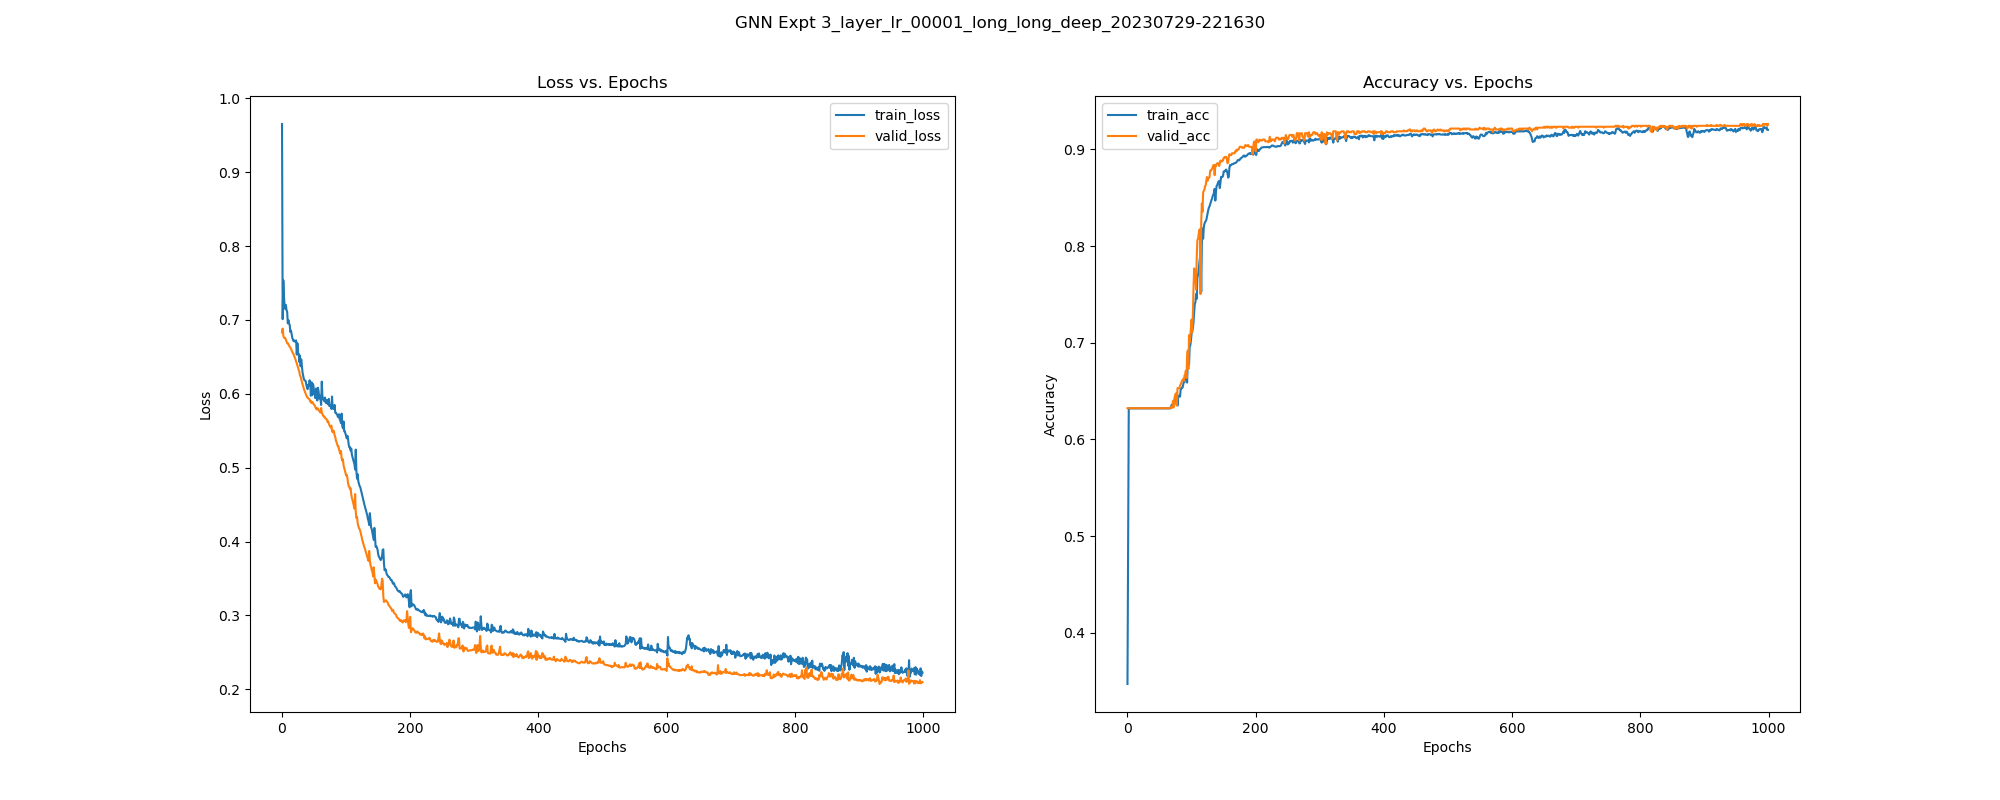 GNN Expt 3_layer_lr_00001_long_long_deep_20230729-221630
Loss vs. Epochs
1.0
0.9
0.8
0.7
0.6
0.5
0.4
0.3
0.2
Loss
train_loss
valid_loss
0 200 400 600 800 1000
Epochs
Accuracy vs. Epochs
0.9
0.8
0.7
0.6
0.5
0.4
Accuracy
train_acc
valid_acc
0 200 400 600 800 1000
Epochs